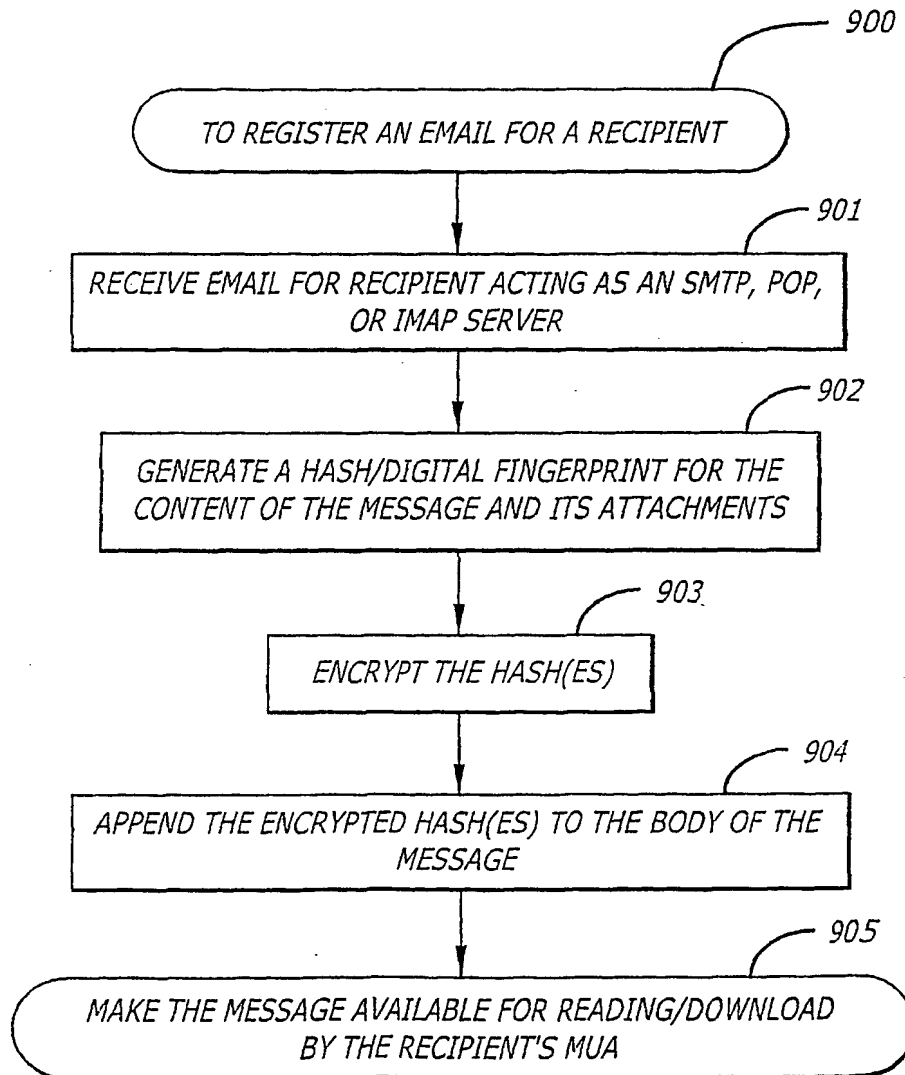 900
TO REGISTER AN EMAIL FOR A RECIPIENT
901
RECEIVE EMAIL FOR RECIPIENT ACTING AS AN SMTP, POP,
OR IMAP SERVER
902
GENERATE A HASH/DIGITAL FINGERPRINT FOR THE
CONTENT OF THE MESSAGE AND ITS ATTACHMENTS
903
ENCRYPT THE HASH(ES)
904
APPEND THE ENCRYPTED HASH(ES) TO THE BODY OF THE
MESSAGE
905
MAKE THE MESSAGE AVAILABLE FOR READING/DOWNLOAD
BY THE RECIPIENT'S MUA